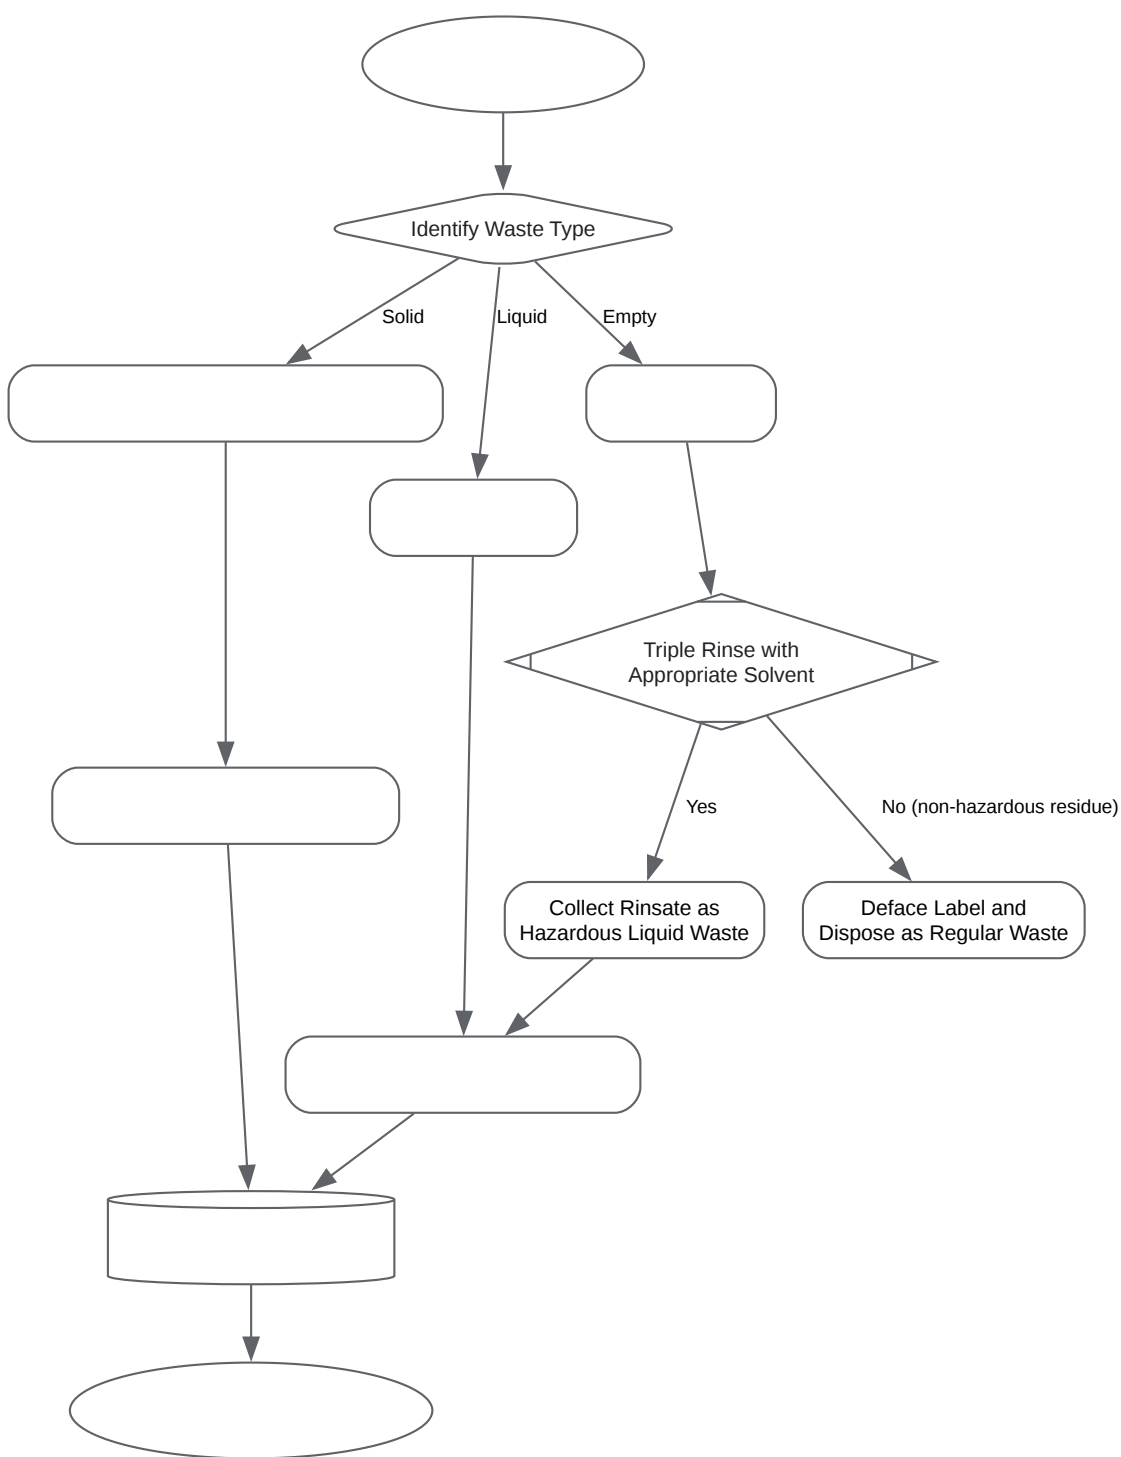 Identify Waste Type
Solid
Liquid
Empty
Triple Rinse with
Appropriate Solvent
Yes
No (non-hazardous residue)
Collect Rinsate as
Hazardous Liquid Waste
Deface Label and
Dispose as Regular Waste